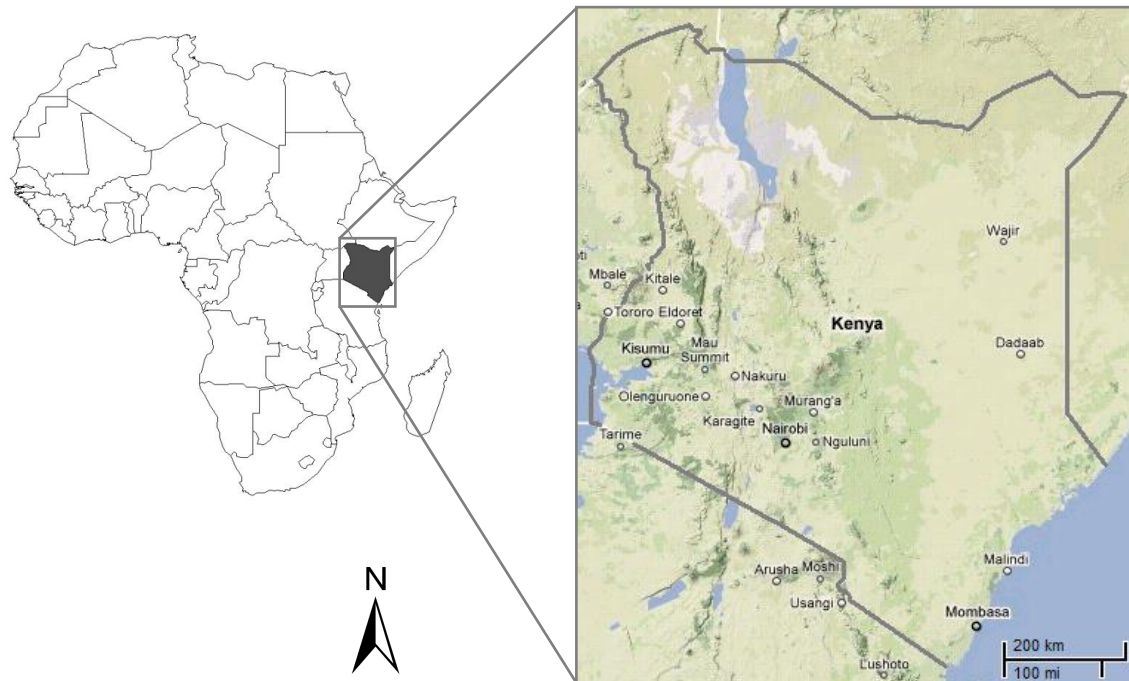 Wajir
Mbale
Kitale
Tororo
Eldoret
Kenya
Kisumu
Mau
Summit
Dadaab
Nakuru
Olenguruone
Murang'a
Karagite
Nairobi
Tarime
Nguluni
Malindi
Arusha
Moshi
Usangi
Mombasa
N
200 km
Lushoto
100 mi